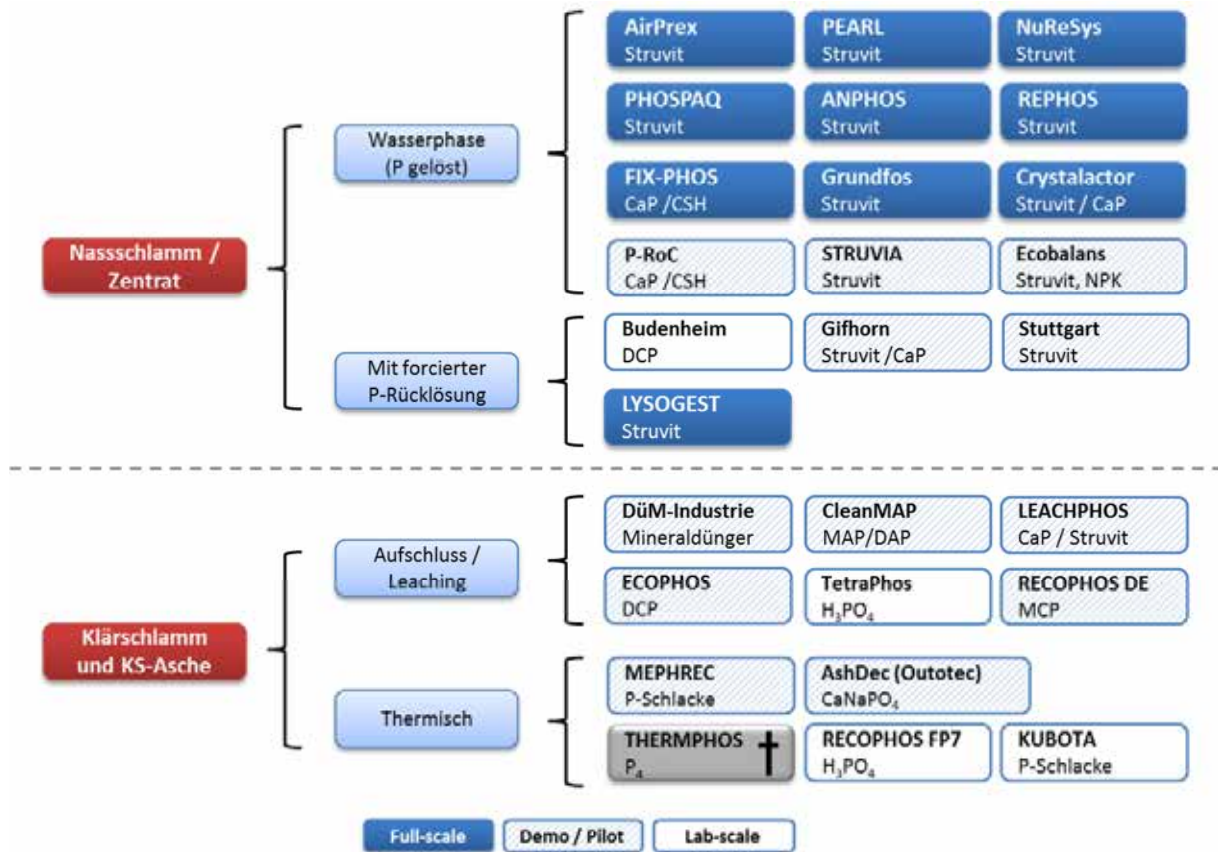 AirPrex
Struvit
PEARL
Struvit
NuReSys
Struvit
PHOSPAQ
Struvit
ANPHOS
Struvit
REPHOS
Struvit
Wasserphase
(P gelöst)
FIX-PHOS
CaP /CSH
Grundfos
Struvit
Crystalactor
Struvit / CaP
Nassschlamm /
Zentrat
P-RoC
CaP /CSH
STRUVIA
Struvit
Ecobalans
Struvit, NPK
Mit forcierter
P-Rücklösung
Budenheim
DCP
Gifhorn
Struvit /CaP
Stuttgart
Struvit
LYSOGEST
Struvit
DüM-Industrie
Mineraldünger
CleanMAP
MAP/DAP
LEACHPHOS
CaP / Struvit
Aufschluss /
Leaching
ECOPHOS
DCP
TetraPhos
H₃PO₄
RECOPHOS DE
MCP
Klärschlamm
und KS-Asche
MEPHREC
P-Schlacke
AshDec (Outotec)
CaNaPO₄
Thermisch
THERMPHOS
P₄
RECOPHOS FP7
H₃PO₄
KUBOTA
P-Schlacke
Full-scale
Demo / Pilot
Lab-scale